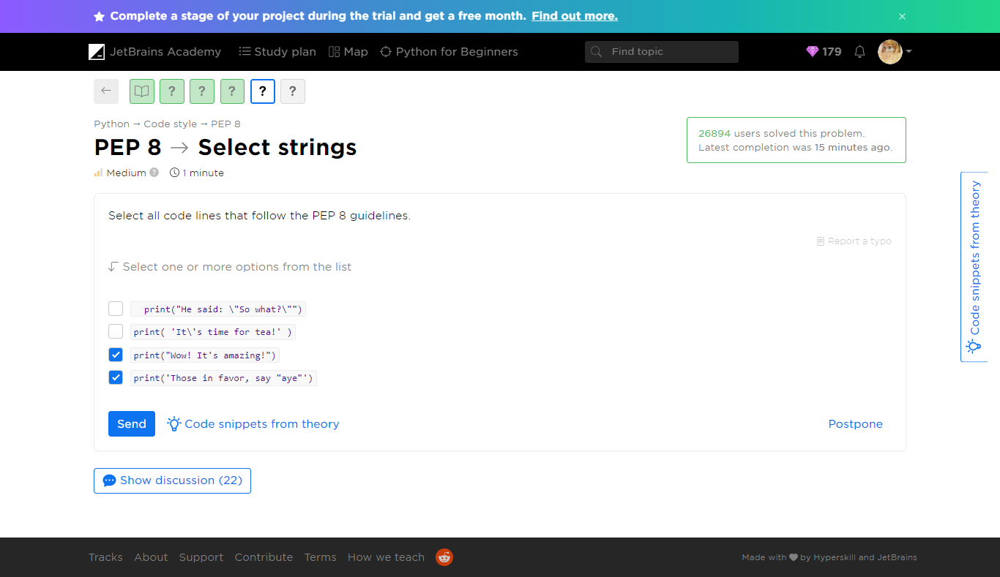 Complete a stage of your project during the trial and get a free month. Find out more. ×
JetBrains Academy Study plan Map Python for Beginners Find topic 179
? ? ? ? ?
Python → Code style → PEP 8
PEP 8 → Select strings
Medium ? 1 minute
26894 users solved this problem.
Latest completion was 15 minutes ago.
Select all code lines that follow the PEP 8 guidelines.
Report a typo
Select one or more options from the list
  print("He said: \"So what?\"")
print( 'It\'s time for tea!' )
print("Wow! It's amazing!")
print('Those in favor, say "aye"')
Send Code snippets from theory Postpone
Show discussion (22)
Code snippets from theory
Tracks About Support Contribute Terms How we teach Made with ♥ by Hyperskill and JetBrains